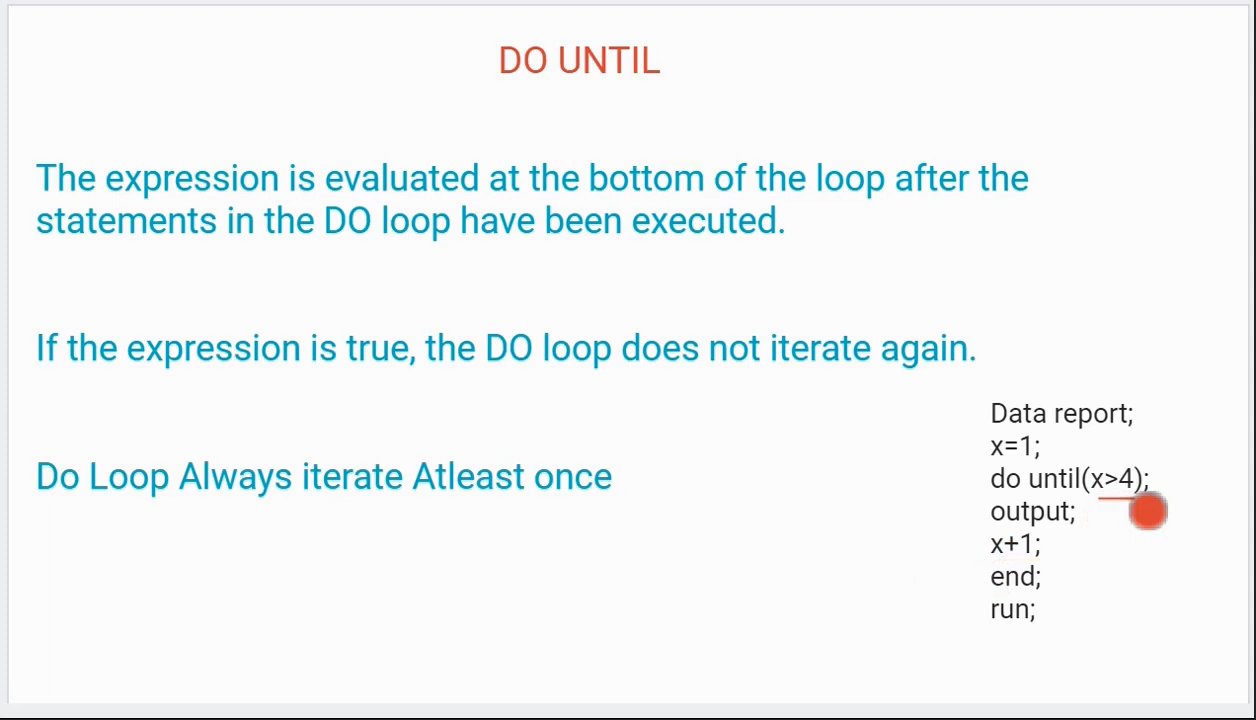 DO UNTIL
The expression is evaluated at the bottom of the loop after the
statements in the DO loop have been executed.
If the expression is true, the DO loop does not iterate again.
Do Loop Always iterate Atleast once
Data report;
x=1;
do until(x>4);
output;
x+1;
end;
run;